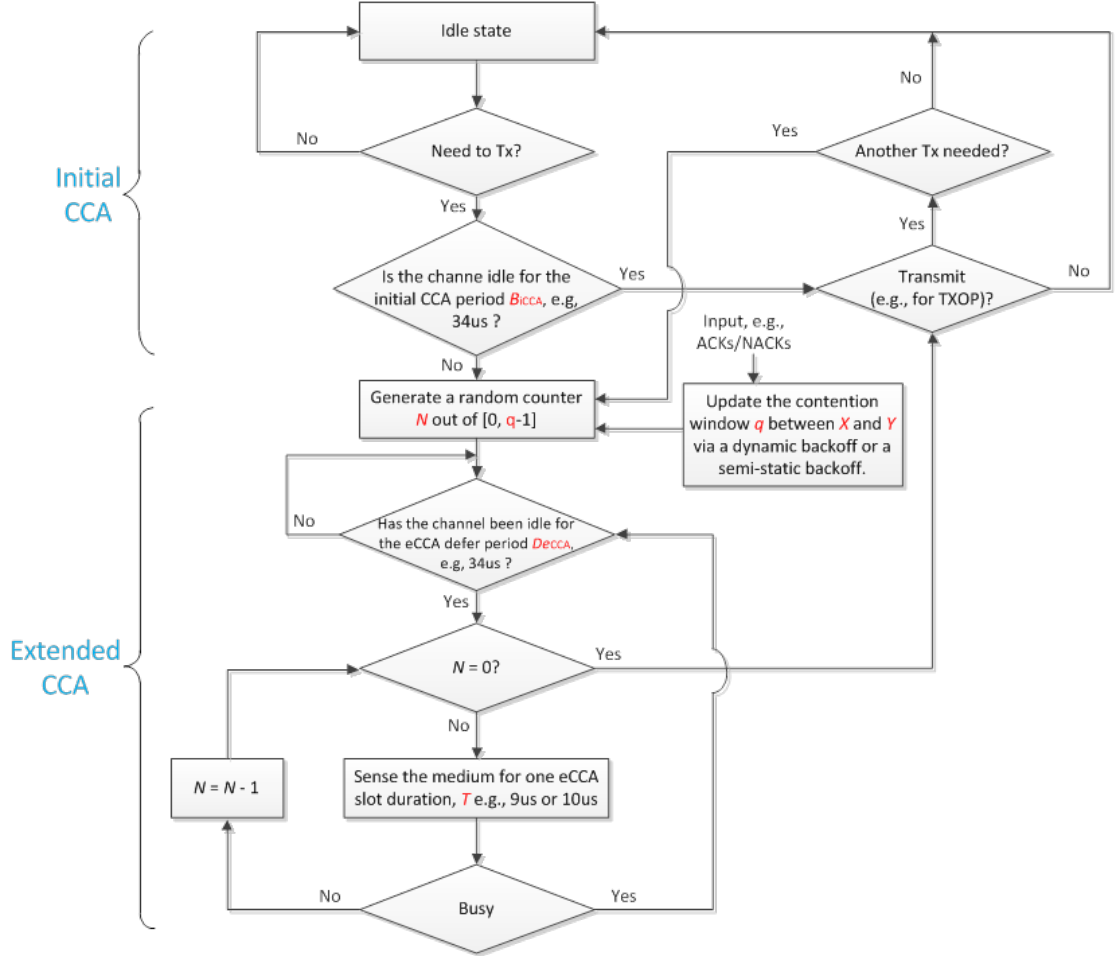 Idle state
No
Need to Tx?
Yes
Initial
CCA
Is the channe idle for the
initial CCA period BiCCA, e.g,
34us ?
Yes
No
No
Yes
Another Tx needed?
Yes
Transmit
(e.g., for TXOP)?
No
Input, e.g.,
ACKs/NACKs
Generate a random counter
N out of [0, q-1]
Update the contention
window q between X and Y
via a dynamic backoff or a
semi-static backoff.
Extended
CCA
No
Has the channel been idle for
the eCCA defer period DeCCA,
e.g, 34us ?
Yes
N = 0?
Yes
No
N = N - 1
Sense the medium for one eCCA
slot duration, T e.g., 9us or 10us
No
Busy
Yes